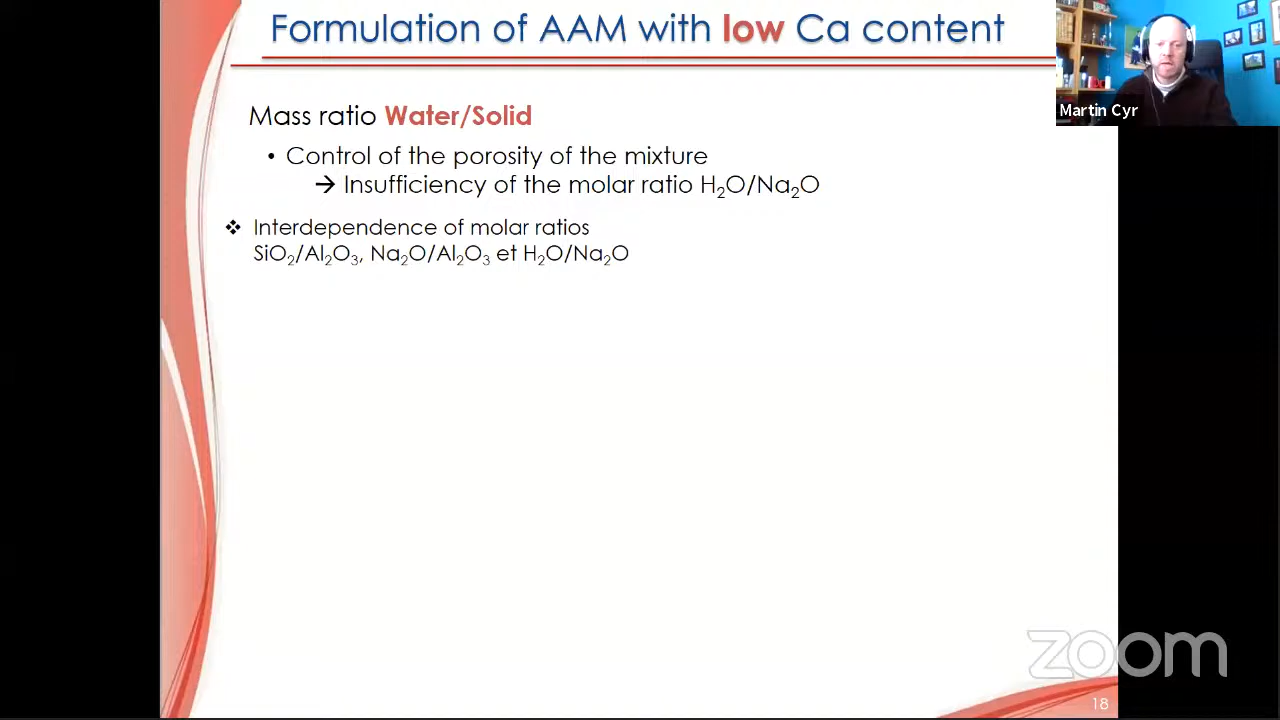 Formulation of AAM with low Ca content
Martin Cyr
Mass ratio Water/Solid
• Control of the porosity of the mixture
→ Insufficiency of the molar ratio H₂O/Na₂O
❖ Interdependence of molar ratios
SiO₂/Al₂O₃, Na₂O/Al₂O₃ et H₂O/Na₂O
zoom
18